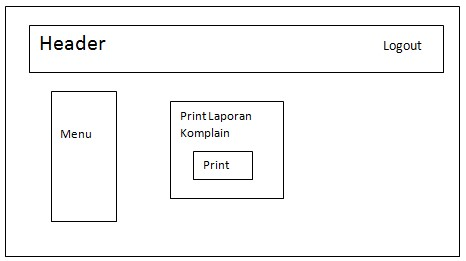 Header
Logout
Menu
Print Laporan
Komplain
Print